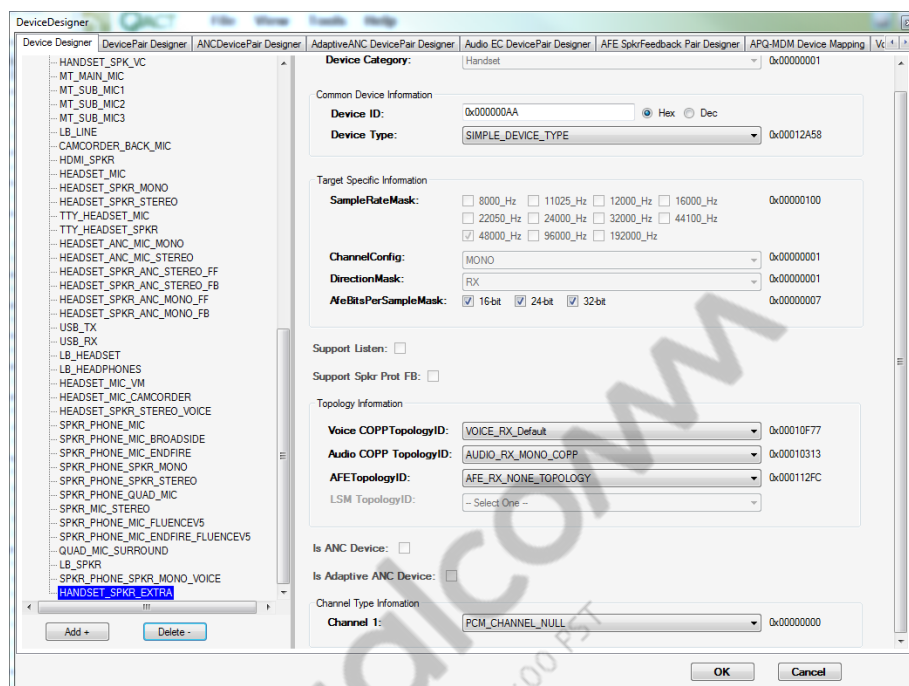 DeviceDesigner
QACT File View Tools Help
Device Designer DevicePair Designer ANCDevicePair Designer AdaptiveANC DevicePair Designer Audio EC DevicePair Designer AFE SpkrFeedback Pair Designer APQ-MDM Device Mapping
HANDSET_SPK_VC
MT_MAIN_MIC
MT_SUB_MIC1
MT_SUB_MIC2
MT_SUB_MIC3
LB_LINE
CAMCORDER_BACK_MIC
HDMI_SPKR
HEADSET_MIC
HEADSET_SPKR_MONO
HEADSET_SPKR_STEREO
TTY_HEADSET_MIC
TTY_HEADSET_SPKR
HEADSET_ANC_MIC_MONO
HEADSET_ANC_MIC_STEREO
HEADSET_SPKR_ANC_STEREO_FF
HEADSET_SPKR_ANC_STEREO_FB
HEADSET_SPKR_ANC_MONO_FF
HEADSET_SPKR_ANC_MONO_FB
USB_TX
USB_RX
LB_HEADSET
LB_HEADPHONES
HEADSET_MIC_VM
HEADSET_MIC_CAMCORDER
HEADSET_SPKR_STEREO_VOICE
SPKR_PHONE_MIC
SPKR_PHONE_MIC_BROADSIDE
SPKR_PHONE_MIC_ENDFIRE
SPKR_PHONE_SPKR_MONO
SPKR_PHONE_SPKR_STEREO
SPKR_PHONE_QUAD_MIC
SPKR_MIC_STEREO
SPKR_PHONE_MIC_FLUENCEV5
SPKR_PHONE_MIC_ENDFIRE_FLUENCEV5
QUAD_MIC_SURROUND
LB_SPKR
SPKR_PHONE_SPKR_MONO_VOICE
HANDSET_SPKR_EXTRA
Add + Delete -
Device Category: Handset 0x00000001
Common Device Information
Device ID: 0x000000AA Hex Dec
Device Type: SIMPLE_DEVICE_TYPE 0x00012A58
Target Specific Information
SampleRateMask: 8000_Hz 11025_Hz 12000_Hz 16000_Hz 0x00000100
22050_Hz 24000_Hz 32000_Hz 44100_Hz
48000_Hz 96000_Hz 192000_Hz
ChannelConfig: MONO 0x00000001
DirectionMask: RX 0x00000001
AfeBitsPerSampleMask: 16-bit 24-bit 32-bit 0x00000007
Support Listen:
Support Spkr Prot FB:
Topology Information
Voice COPPTopologyID: VOICE_RX_Default 0x00010F77
Audio COPP TopologyID: AUDIO_RX_MONO_COPP 0x00010313
AFETopologyID: AFE_RX_NONE_TOPOLOGY 0x000112FC
LSM TopologyID: -- Select One --
Is ANC Device:
Is Adaptive ANC Device:
Channel Type Infomation
Channel 1: PCM_CHANNEL_NULL 0x00000000
OK Cancel